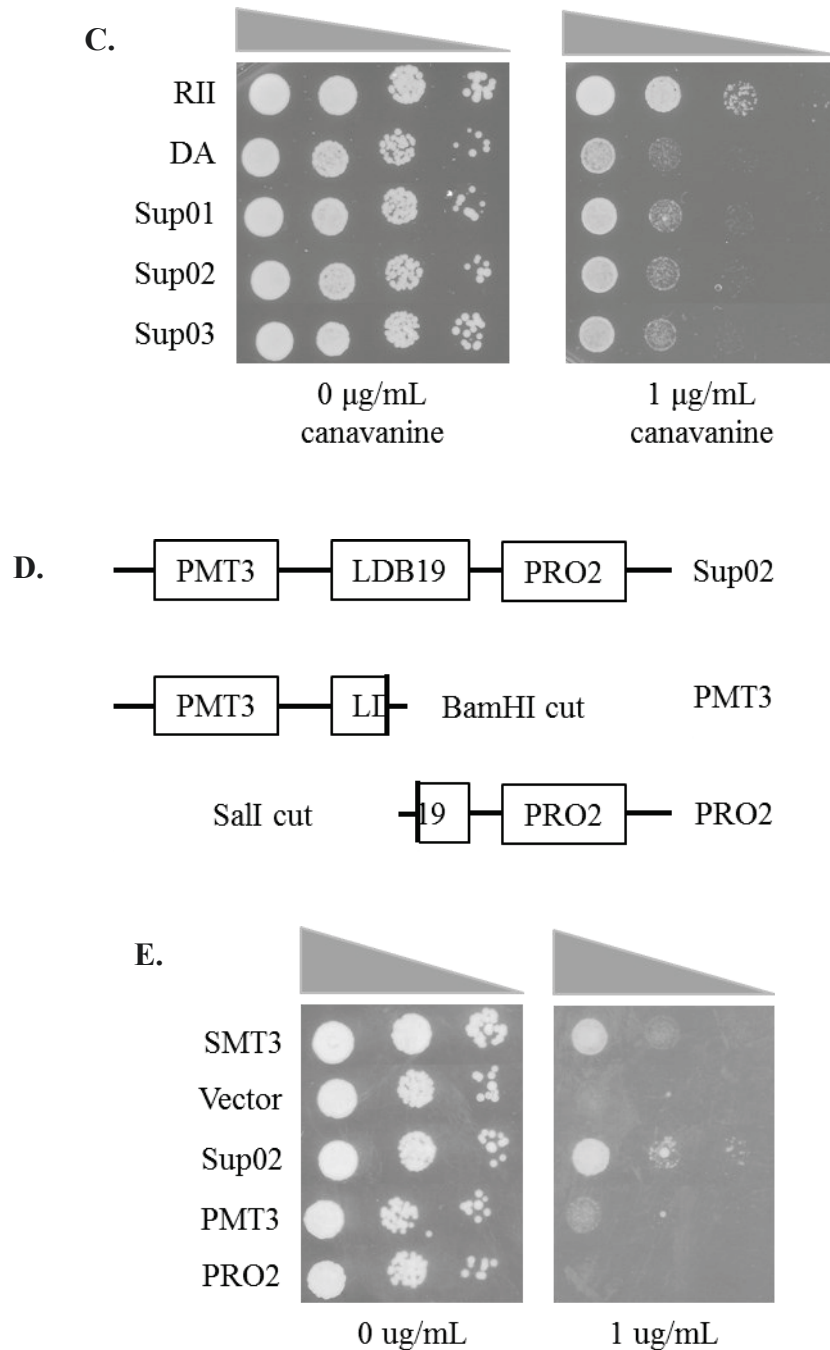 C.
RII
DA
Sup01
Sup02
Sup03
0 µg/mL
canavanine
1 µg/mL
canavanine
D.
PMT3 LDB19 PRO2 Sup02
PMT3 LD BamHI cut PMT3
SalI cut 19 PRO2 PRO2
E.
SMT3
Vector
Sup02
PMT3
PRO2
0 ug/mL
1 ug/mL